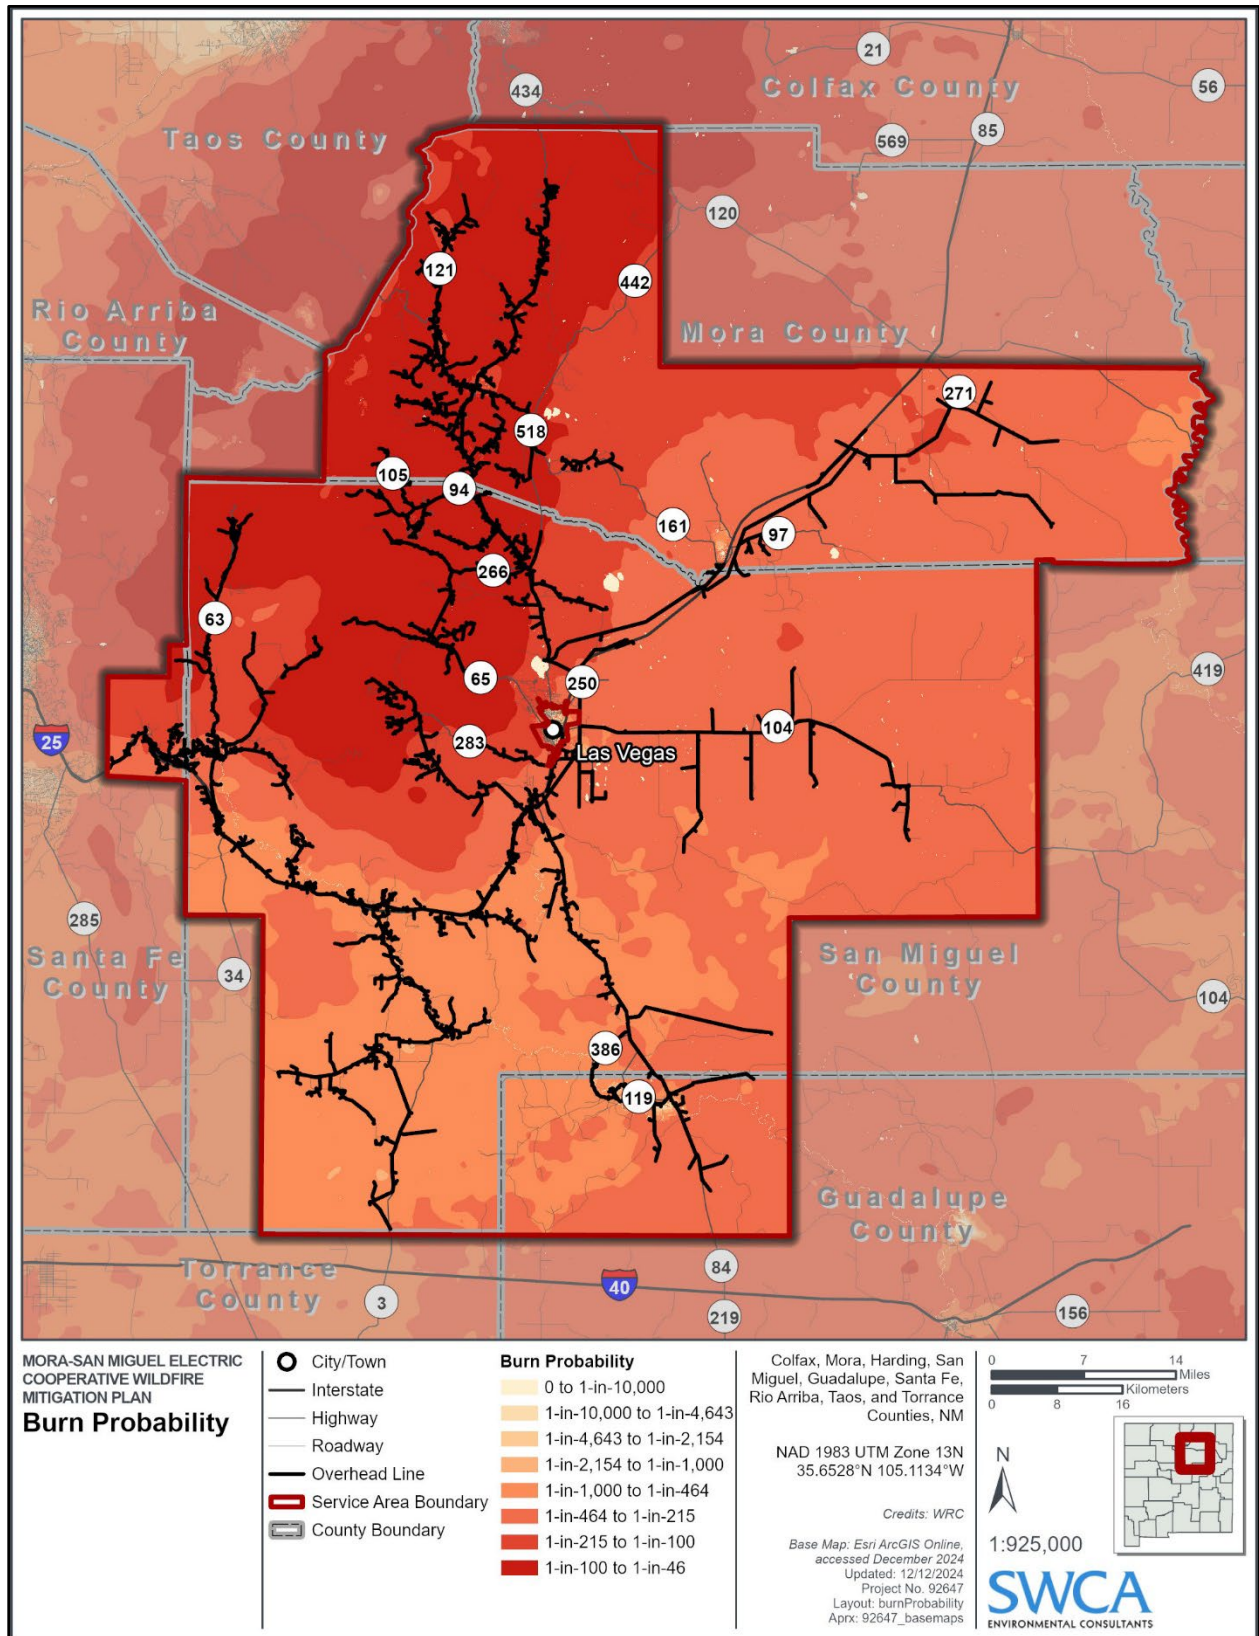 434
21
Colfax County
56
Taos County
569
85
120
121
442
Rio Arriba
County
Mora County
271
518
105
94
161
97
266
63
419
65
250
25
283
104
Las Vegas
285
Santa Fe
County
34
San Miguel
County
104
386
119
Guadalupe
County
Torrance
County
84
40
3
219
156
MORA-SAN MIGUEL ELECTRIC
COOPERATIVE WILDFIRE
MITIGATION PLAN
Burn Probability
City/Town
Interstate
Highway
Roadway
Overhead Line
Service Area Boundary
County Boundary
Burn Probability
0 to 1-in-10,000
1-in-10,000 to 1-in-4,643
1-in-4,643 to 1-in-2,154
1-in-2,154 to 1-in-1,000
1-in-1,000 to 1-in-464
1-in-464 to 1-in-215
1-in-215 to 1-in-100
1-in-100 to 1-in-46
Colfax, Mora, Harding, San
Miguel, Guadalupe, Santa Fe,
Rio Arriba, Taos, and Torrance
Counties, NM
NAD 1983 UTM Zone 13N
35.6528°N 105.1134°W
Credits: WRC
Base Map: Esri ArcGIS Online,
accessed December 2024
Updated: 12/12/2024
Project No. 92647
Layout: burnProbability
Aprx: 92647_basemaps
0 7 14
Miles
Kilometers
0 8 16
N
1:925,000
SWCA
ENVIRONMENTAL CONSULTANTS